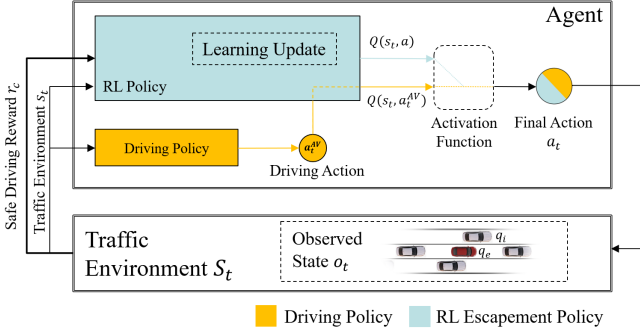 Agent
Learning Update
RL Policy
Q(s_t, a)
Q(s_t, a_t^{AV})
Activation
Function
Final Action
a_t
Driving Policy
a_t^{AV}
Driving Action
Safe Driving Reward r_c
Traffic Environment s_t
Traffic
Environment S_t
Observed
State o_t
q_i
q_e
Driving Policy
RL Escapement Policy